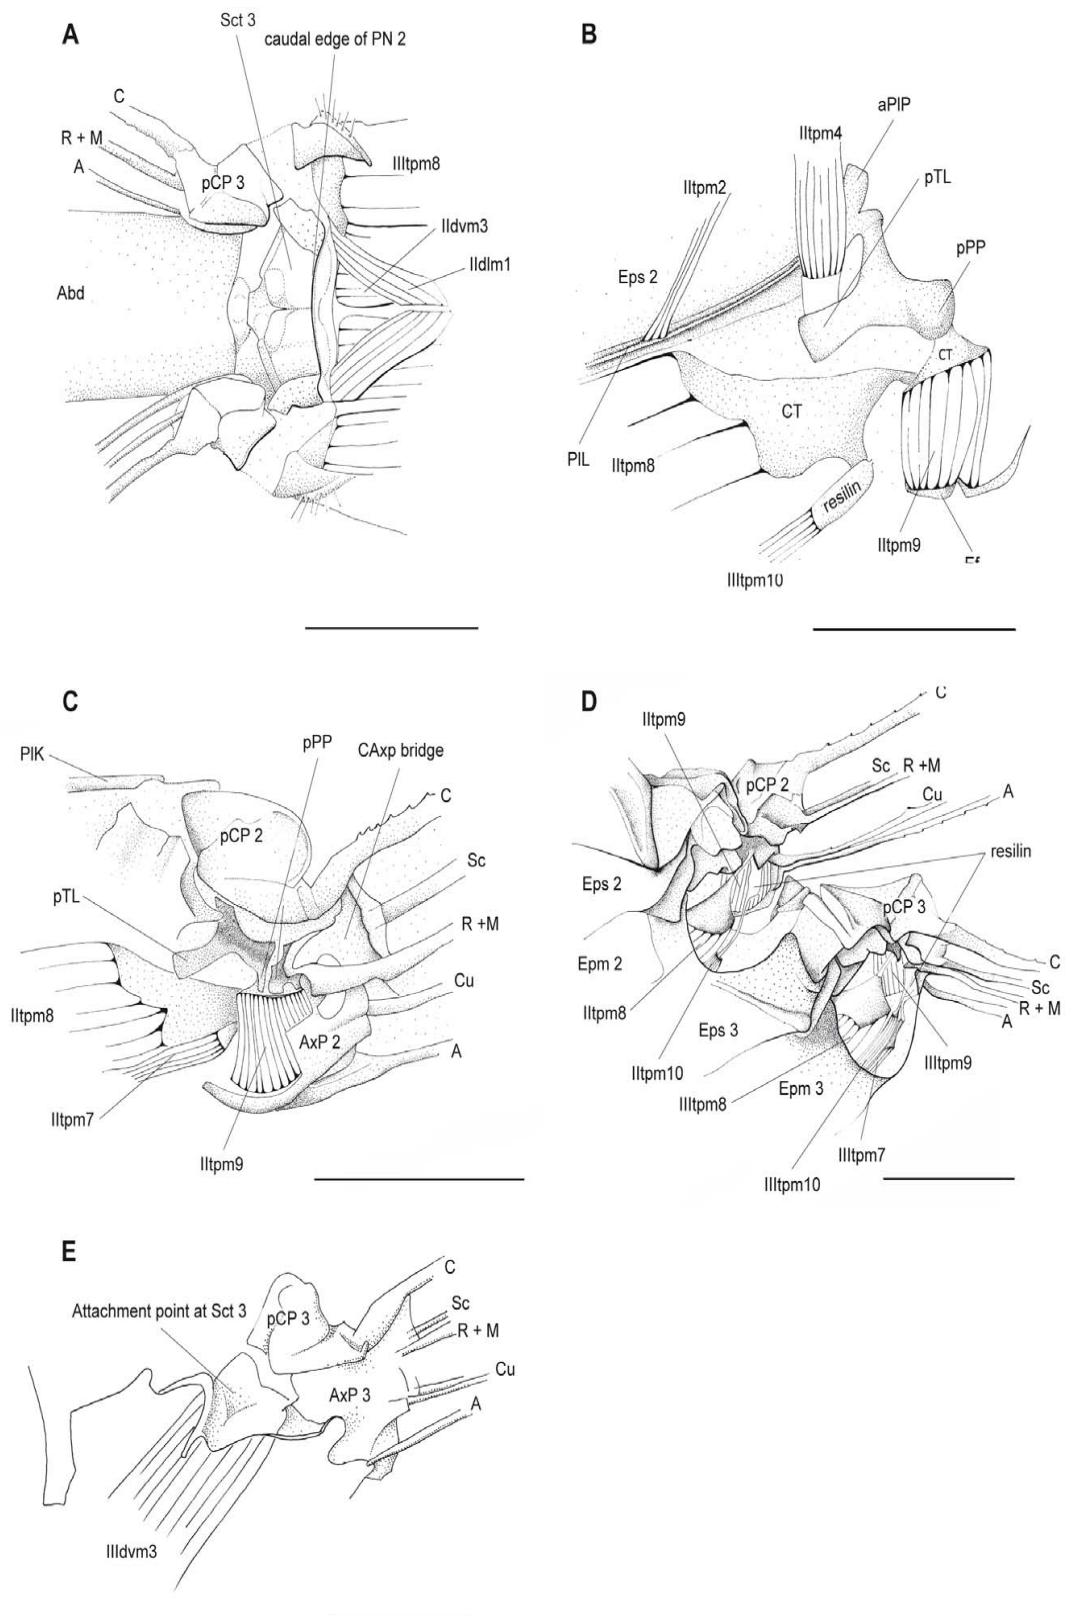 A
Sct 3
caudal edge of PN 2
C
R + M
A
pCP 3
IIItpm8
IIdvm3
IIdlm1
Abd
B
aPlP
IItpm4
pTL
IItpm2
pPP
Eps 2
CT
CT
PlL
IItpm8
resilin
IItpm9
IIItpm10
C
PlK
pPP
CAxp bridge
C
pCP 2
Sc
pTL
R +M
Cu
IItpm8
AxP 2
A
IItpm7
IItpm9
D
C
IItpm9
Sc
R +M
pCP 2
Cu
A
resilin
Eps 2
pCP 3
Epm 2
C
Sc
IItpm8
R + M
Eps 3
A
IItpm10
IIItpm9
IIItpm8
Epm 3
IIItpm7
IIItpm10
E
C
Attachment point at Sct 3
Sc
pCP 3
R + M
Cu
AxP 3
A
IIIdvm3